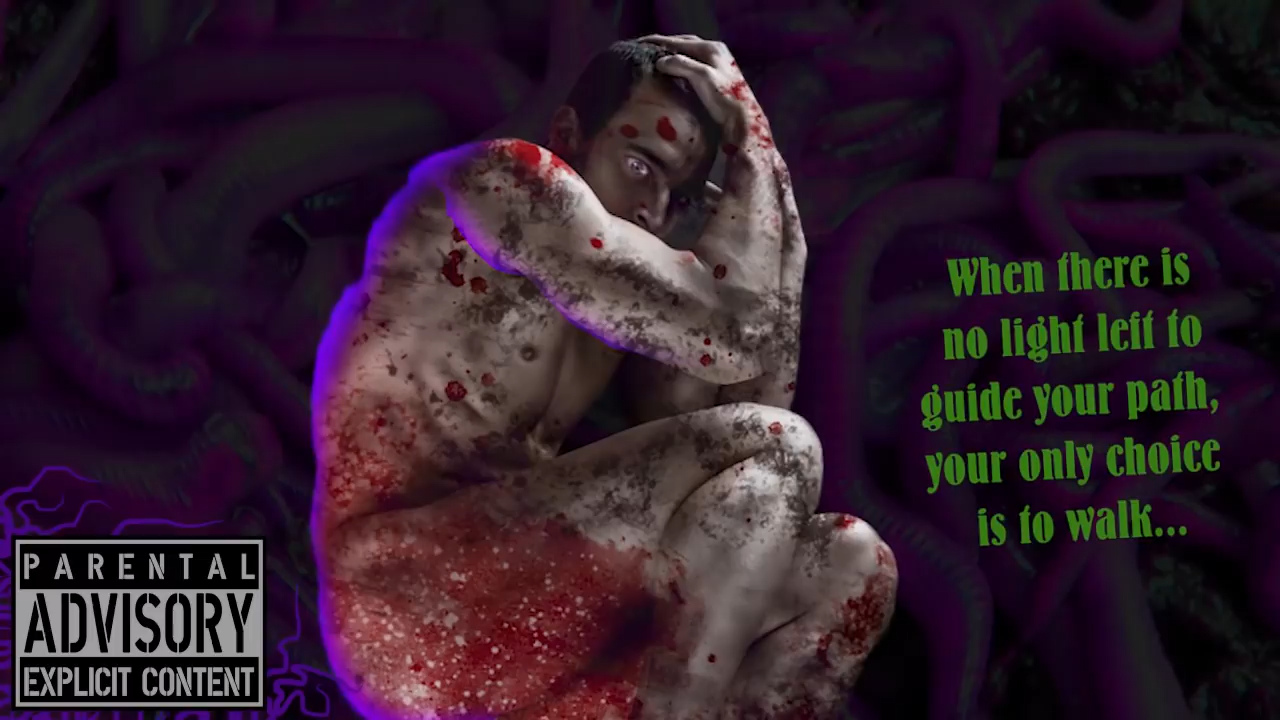 When there is
no light left to
guide your path,
your only choice
is to walk...
PARENTAL
ADVISORY
EXPLICIT CONTENT